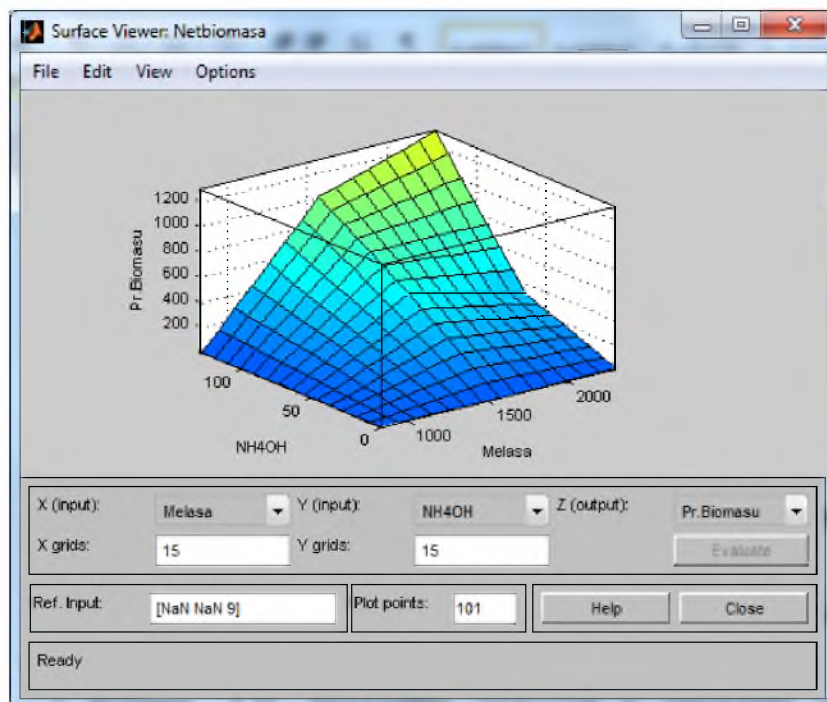 Surface Viewer: Netbiomasa
File Edit View Options
1200
1000
800
600
400
200
Pr.Biomasu
100
50
0
NH4OH
1000
1500
2000
Melasa
X (input): Melasa Y (input): NH4OH Z (output): Pr.Biomasu
X grids: 15 Y grids: 15 Evaluate
Ref. Input: [NaN NaN 9] Plot points: 101 Help Close
Ready